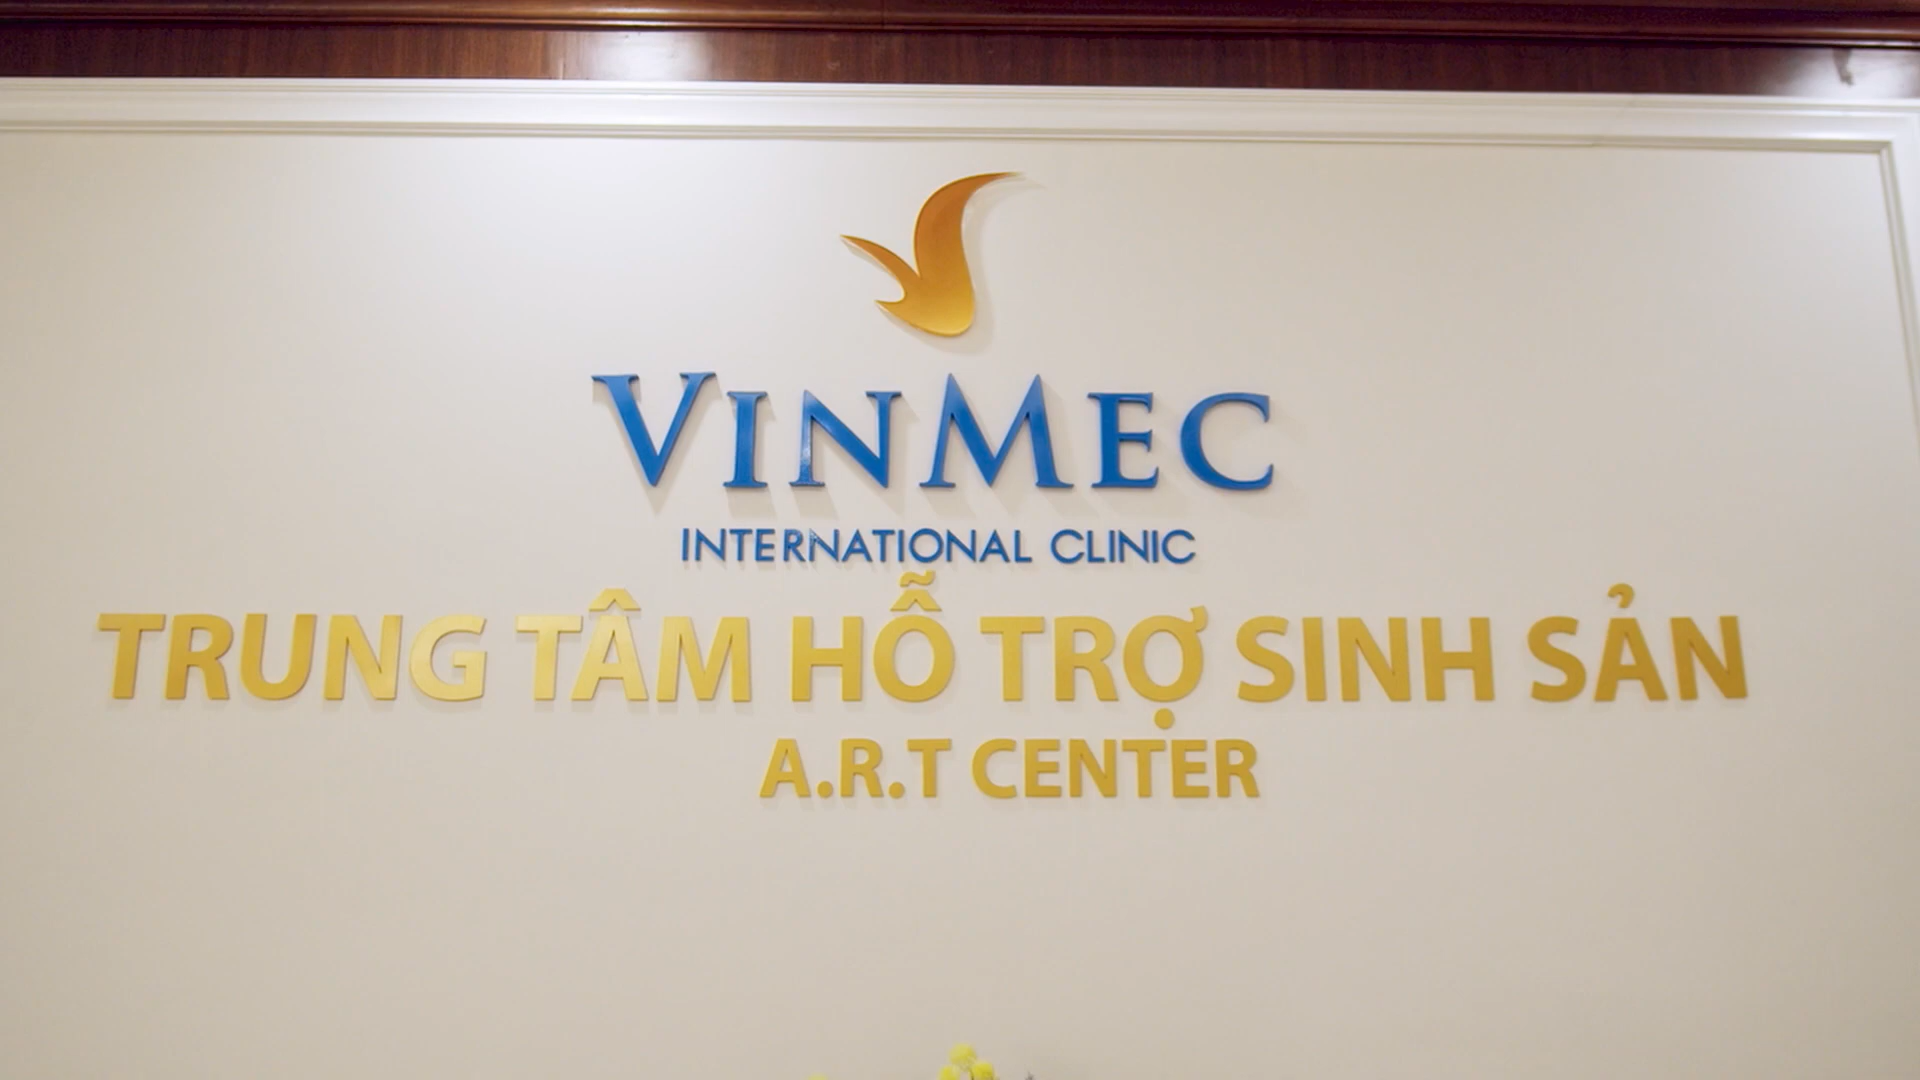 VINMEC
INTERNATIONAL CLINIC
TRUNG TÂM HỖ TRỢ SINH SẢN
A.R.T CENTER